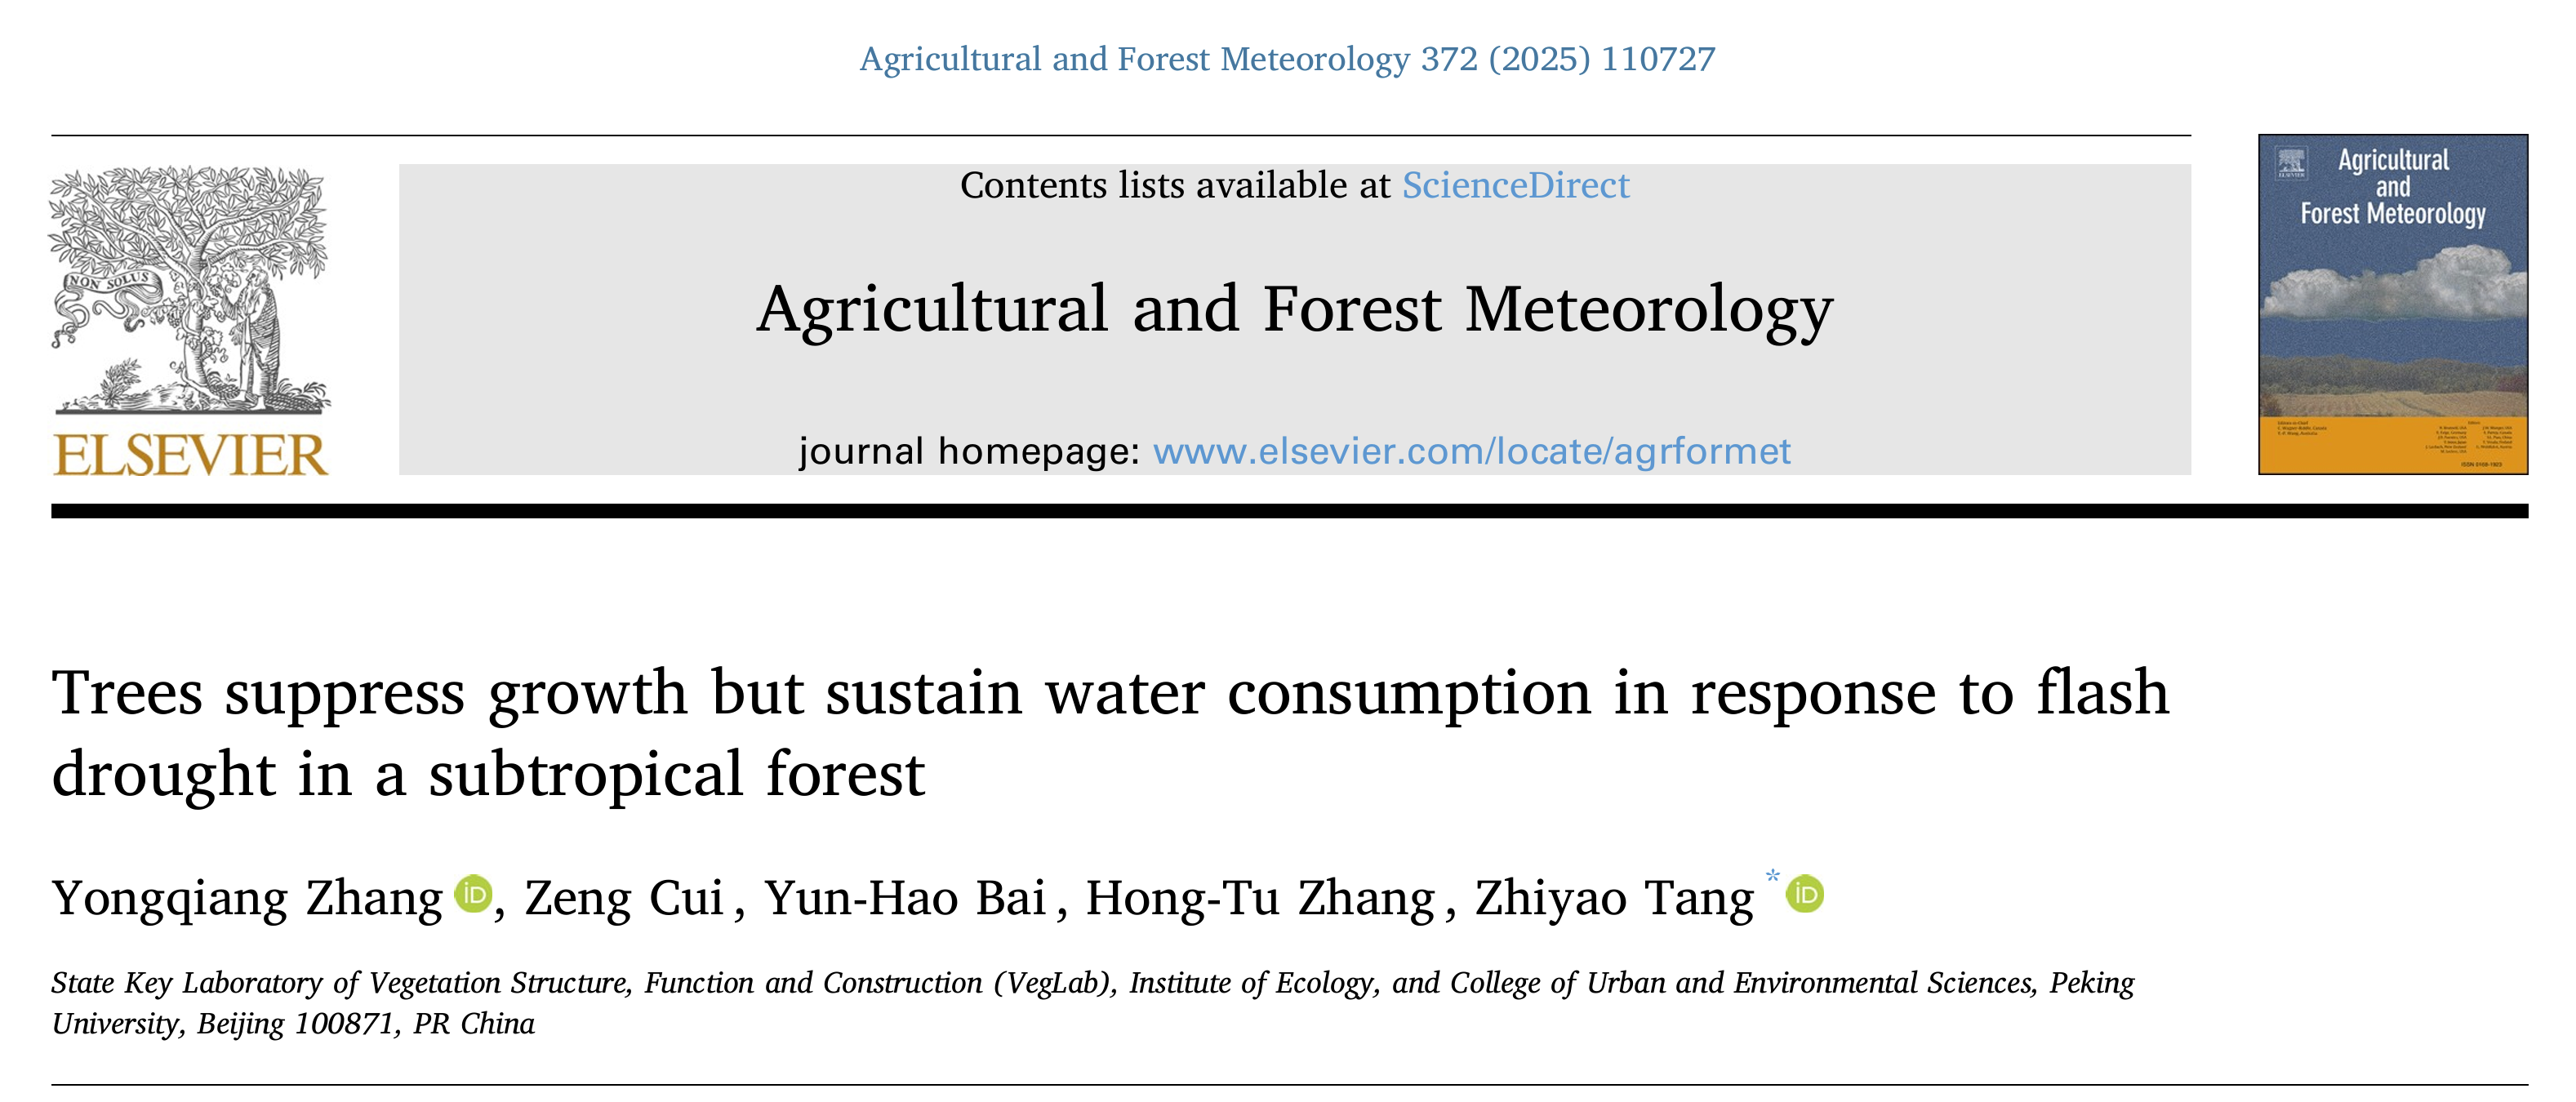 Agricultural and Forest Meteorology 372 (2025) 110727
Contents lists available at ScienceDirect
Agricultural and Forest Meteorology
journal homepage: www.elsevier.com/locate/agrformet
NON SOLUS
ELSEVIER
Agricultural
and
Forest Meteorology
Trees suppress growth but sustain water consumption in response to flash
drought in a subtropical forest
Yongqiang Zhang iD, Zeng Cui, Yun-Hao Bai, Hong-Tu Zhang, Zhiyao Tang * iD
State Key Laboratory of Vegetation Structure, Function and Construction (VegLab), Institute of Ecology, and College of Urban and Environmental Sciences, Peking
University, Beijing 100871, PR China